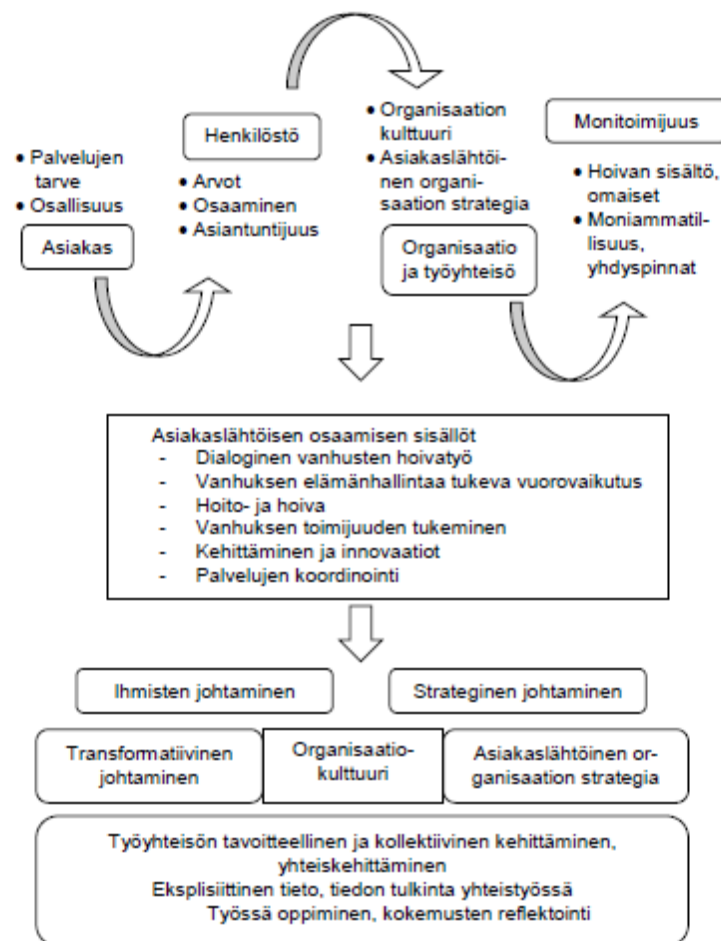 • Palvelujen
tarve
• Osallisuus
Asiakas
Henkilöstö
• Arvot
• Osaaminen
• Asiantuntijuus
• Organisaation
kulttuuri
• Asiakaslähtöi-
nen organi-
saation strategia
Organisaatio
ja työyhteisö
Monitoimijuus
• Hoivan sisältö,
omaiset
• Moniammatil-
lisuus,
yhdyspinnat
Asiakaslähtöisen osaamisen sisällöt
- Dialoginen vanhusten hoivatyö
- Vanhuksen elämänhallintaa tukeva vuorovaikutus
- Hoito- ja hoiva
- Vanhuksen toimijuuden tukeminen
- Kehittäminen ja innovaatiot
- Palvelujen koordinointi
Ihmisten johtaminen
Strateginen johtaminen
Transformatiivinen
johtaminen
Organisaatio-
kulttuuri
Asiakaslähtöinen or-
ganisaation strategia
Työyhteisön tavoitteellinen ja kollektiivinen kehittäminen,
yhteiskehittäminen
Eksplisiittinen tieto, tiedon tulkinta yhteistyössä
Työssä oppiminen, kokemusten reflektointi